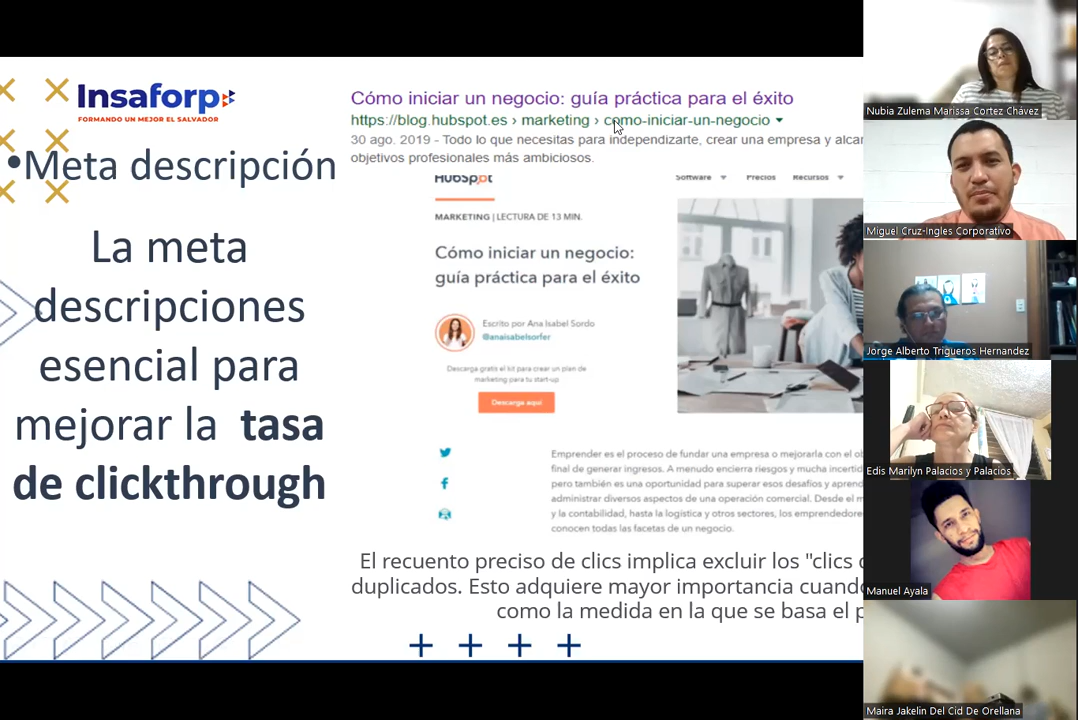 Insaforp
FORMANDO UN MEJOR EL SALVADOR
•Meta descripción
La meta
descripciones
esencial para
mejorar la tasa
de clickthrough
Cómo iniciar un negocio: guía práctica para el éxito
https://blog.hubspot.es › marketing › como-iniciar-un-negocio
30 ago. 2019 - Todo lo que necesitas para independizarte, crear una empresa y alcan
objetivos profesionales más ambiciosos.
HubSpot
Software Precios Recursos
MARKETING | LECTURA DE 13 MIN.
Cómo iniciar un negocio:
guía práctica para el éxito
Escrito por Ana Isabel Sordo
@anaisabelsorfer
Descarga gratis el kit para crear un plan de
marketing para tu start-up.
Descarga aquí
Emprender es el proceso de fundar una empresa o mejorarla con el ob
final de generar ingresos. A menudo encierra riesgos y mucha incertid
pero también es una oportunidad para superar esos desafíos y aprend
administrar diversos aspectos de una operación comercial. Desde el m
y la contabilidad, hasta la logística y otros sectores, los emprendedore
conocen todas las facetas de un negocio.
El recuento preciso de clics implica excluir los "clics
duplicados. Esto adquiere mayor importancia cuando
como la medida en la que se basa el p
Nubia Zulema Marissa Cortez Chávez
Miguel Cruz-ingles Corporativo
Jorge Alberto Trigueros Hernandez
Edis Marilyn Palacios y Palacios
Manuel Ayala
Maira Jakelin Del Cid De Orellana